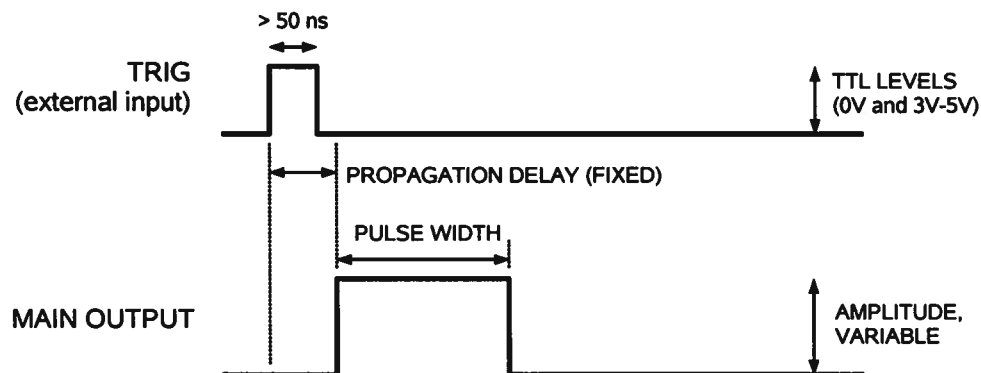 > 50 ns
TRIG
(external input)
TTL LEVELS
(0V and 3V-5V)
PROPAGATION DELAY (FIXED)
PULSE WIDTH
MAIN OUTPUT
AMPLITUDE,
VARIABLE